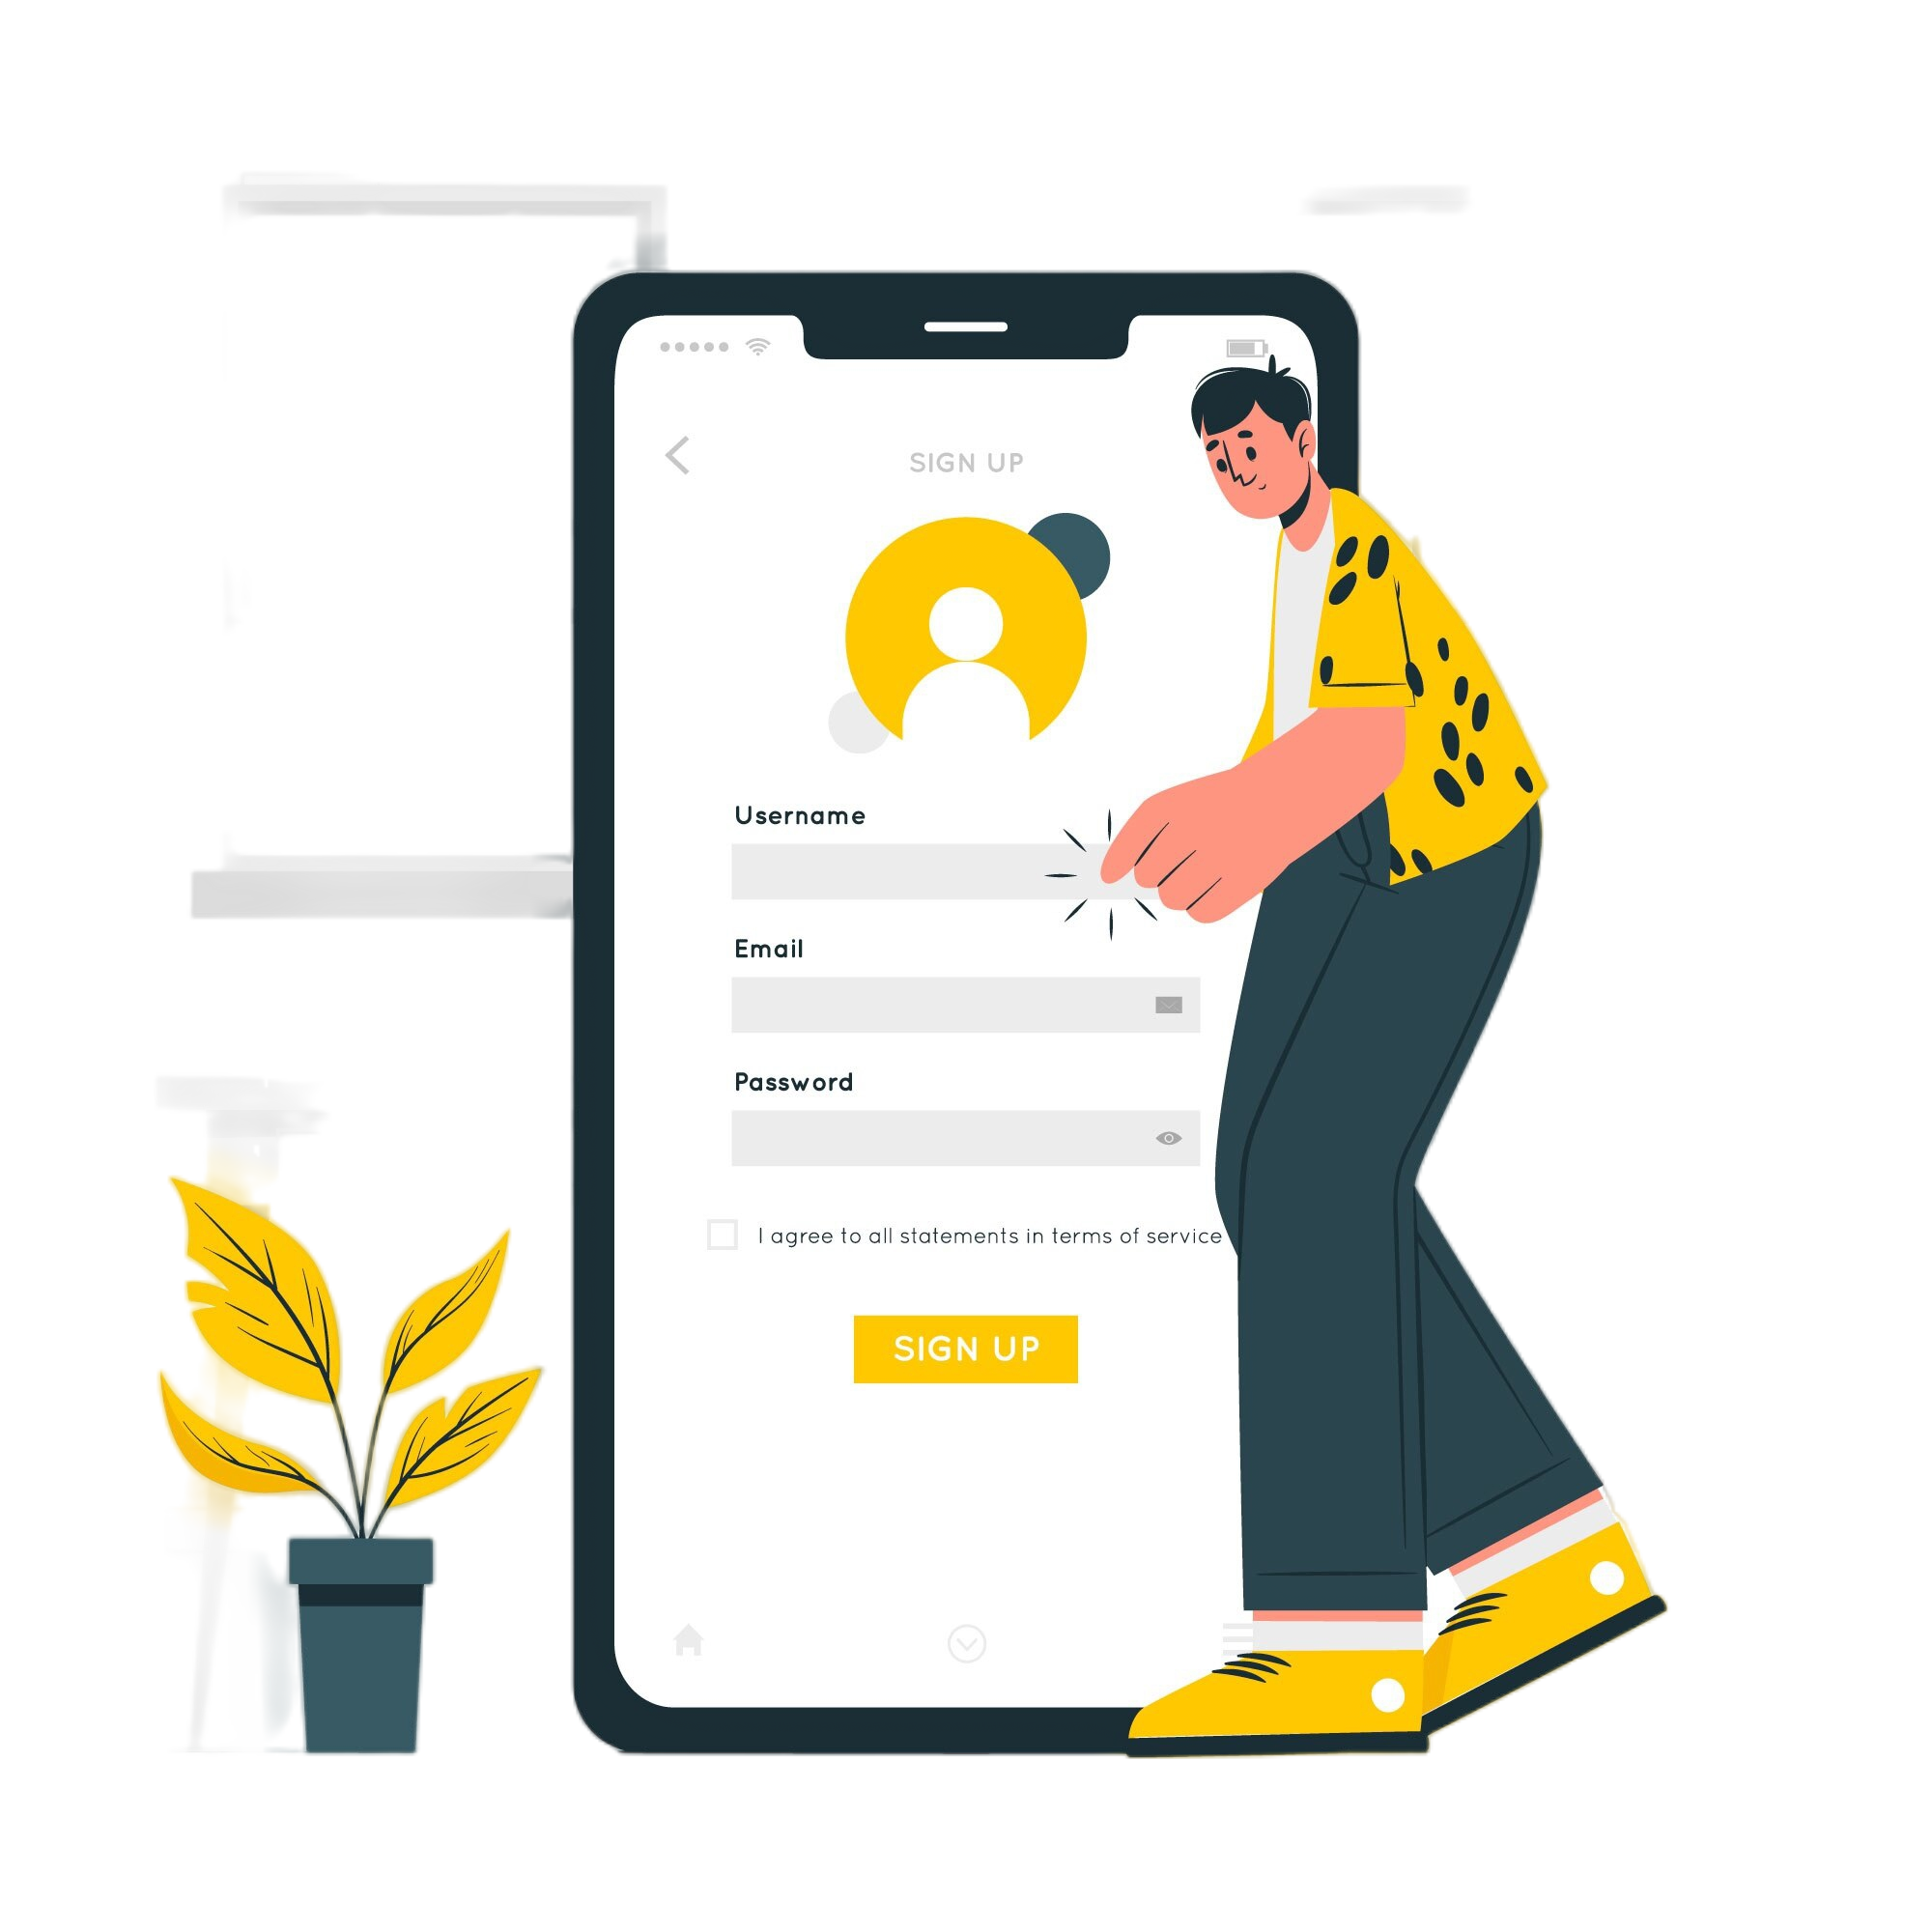 SIGN UP
Username
Email
Password
I agree to all statements in terms of service
SIGN UP